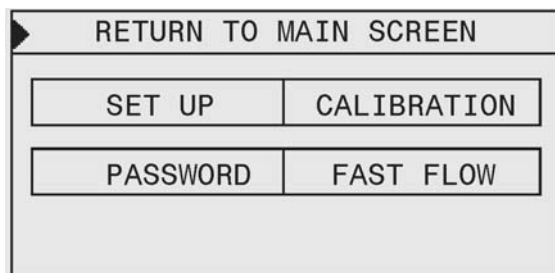 RETURN TO MAIN SCREEN
SET UP CALIBRATION
PASSWORD FAST FLOW